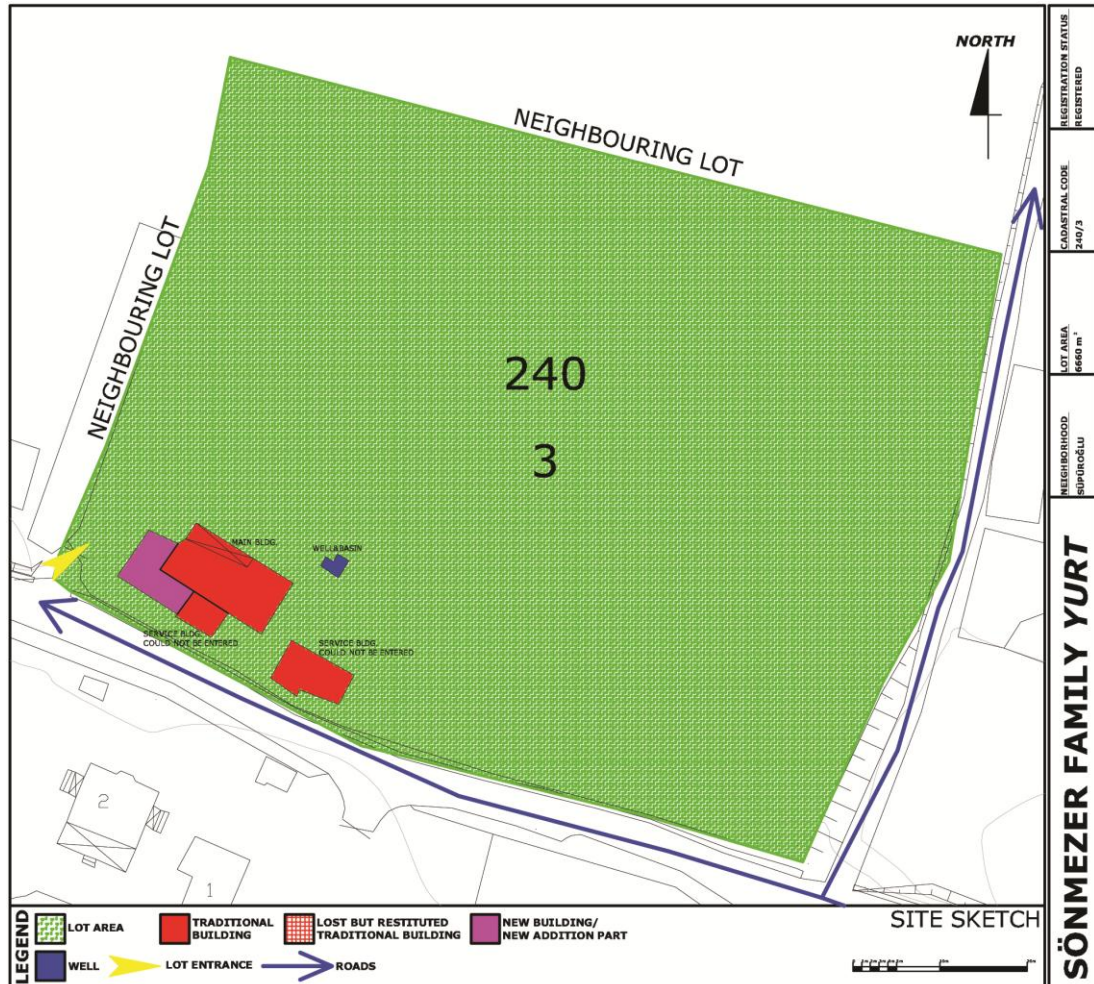 NORTH
NEIGHBOURING LOT
NEIGHBOURING LOT
240
3
MAIN BLDG.
WELL&BASIN
SERVICE BLDG.
COULD NOT BE ENTERED
SERVICE BLDG.
COULD NOT BE ENTERED
2
1
SITE SKETCH
LEGEND
LOT AREA
TRADITIONAL
BUILDING
LOST BUT RESTITUTED
TRADITIONAL BUILDING
NEW BUILDING/
NEW ADDITION PART
WELL
LOT ENTRANCE
ROADS
REGISTRATION STATUS
REGISTERED
CADASTRAL CODE
240/3
LOT AREA
6660 m²
NEIGHBORHOOD
SÜPÜROĞLU
SÖNMEZER FAMILY YURT